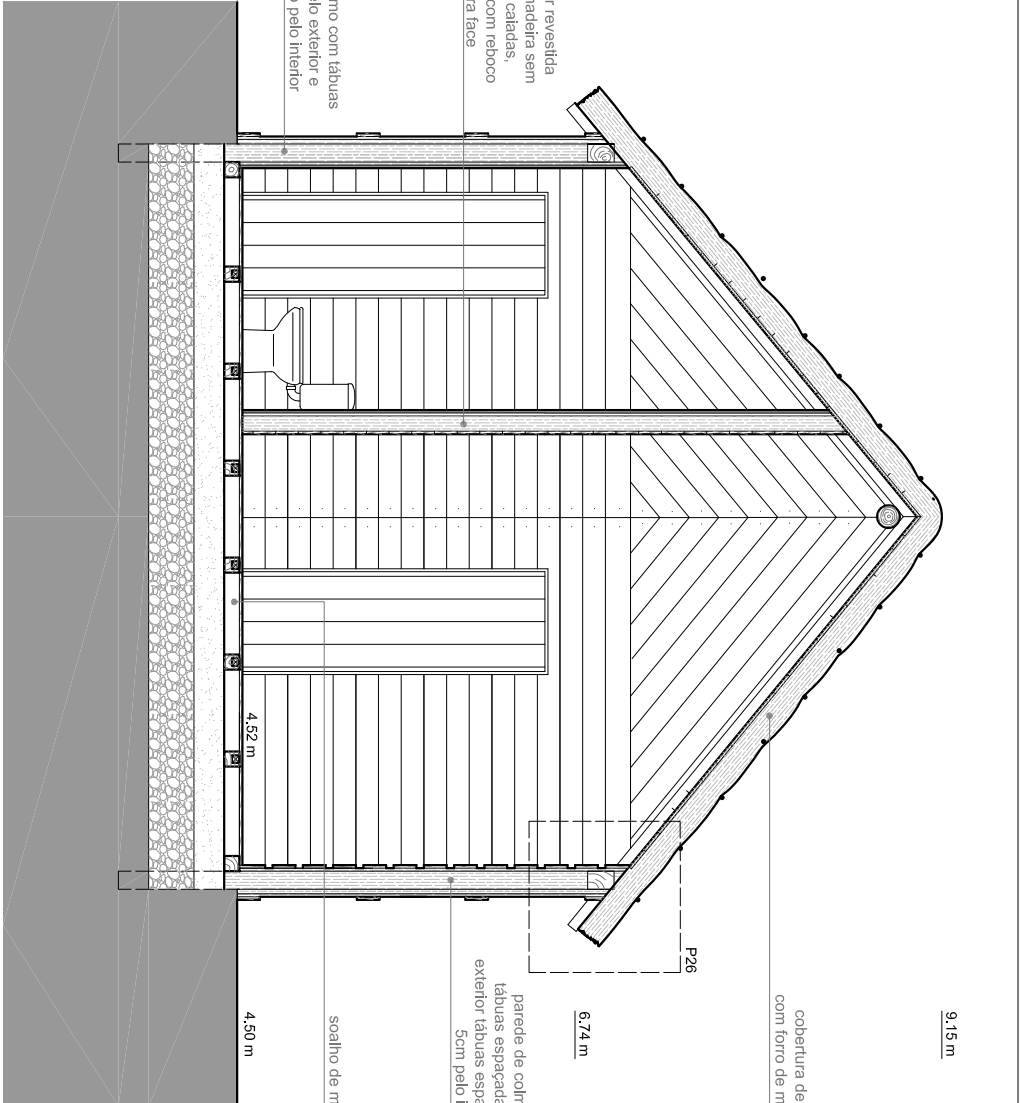 9.15 m
cobertura de
com forro de m
P26
6.74 m
r revestida
adeira sem
caiadas,
com reboco
ra face
parede de colm
tábuas espaçada
exterior tábuas espa
5cm pelo i
mo com tábuas
elo exterior e
o pelo interior
soalho de m
4.52 m
4.50 m